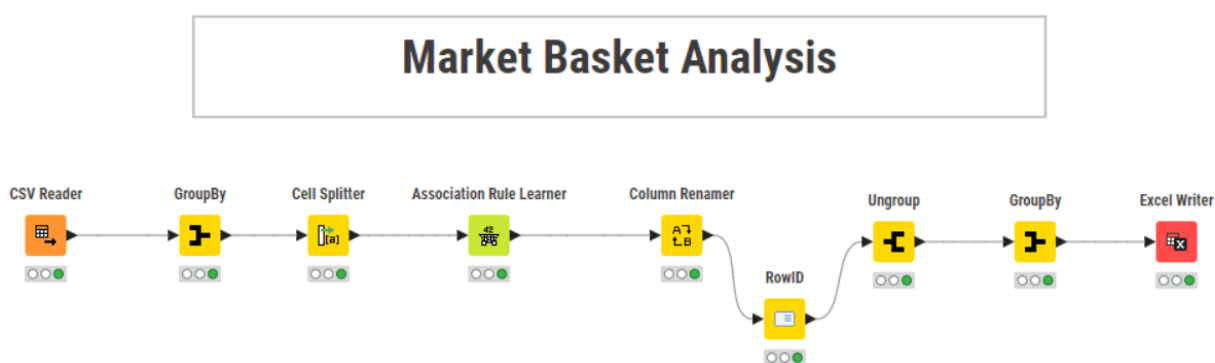 Market Basket Analysis
CSV Reader
GroupBy
Cell Splitter
Association Rule Learner
Column Renamer
RowID
Ungroup
GroupBy
Excel Writer